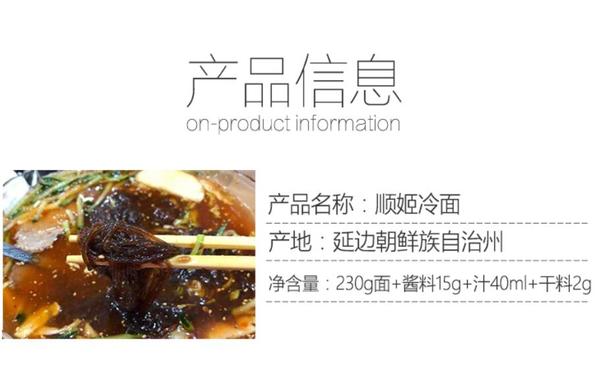 产品信息
on-product information
产品名称：顺姬冷面
产地：延边朝鲜族自治州
净含量：230g面+酱料15g+汁40ml+干料2g